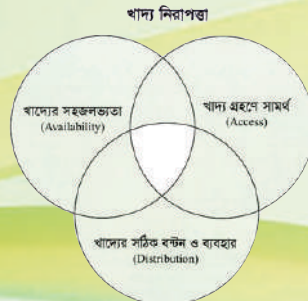 খাদ্য নিরাপত্তা
খাদ্যের সহজলভ্যতা
(Availability)
খাদ্য গ্রহণে সামর্থ
(Access)
খাদ্যের সঠিক বন্টন ও ব্যবহার
(Distribution)